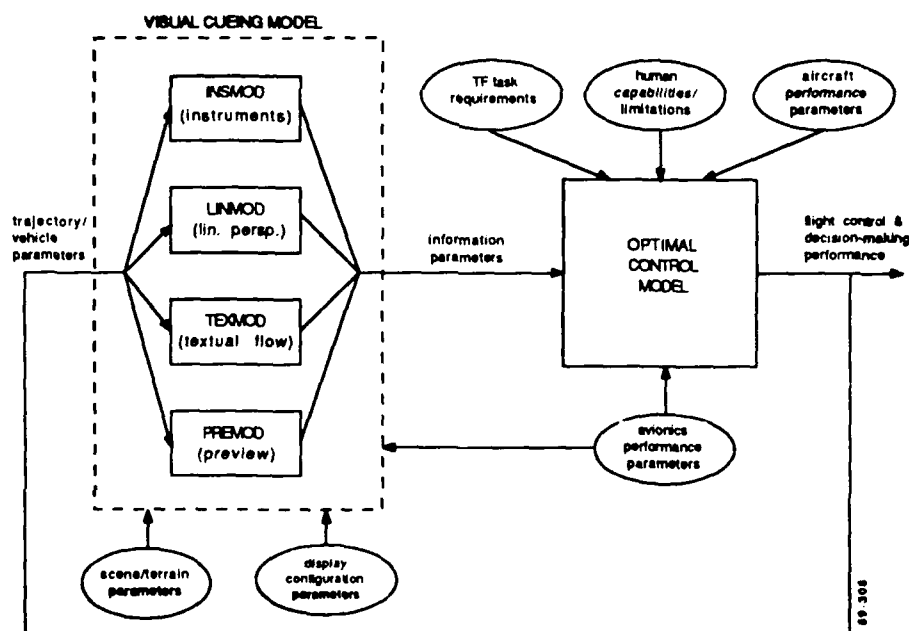 VISUAL CUEING MODEL
INSMOD
(instruments)
LINMOD
(lin. persp.)
TEXMOD
(textual flow)
PREMOD
(preview)
trajectory/
vehicle
parameters
information
parameters
TF task
requirements
human
capabilities/
limitations
aircraft
performance
parameters
OPTIMAL
CONTROL
MODEL
flight control &
decision-making
performance
avionics
performance
parameters
scene/terrain
parameters
display
configuration
parameters
89-308